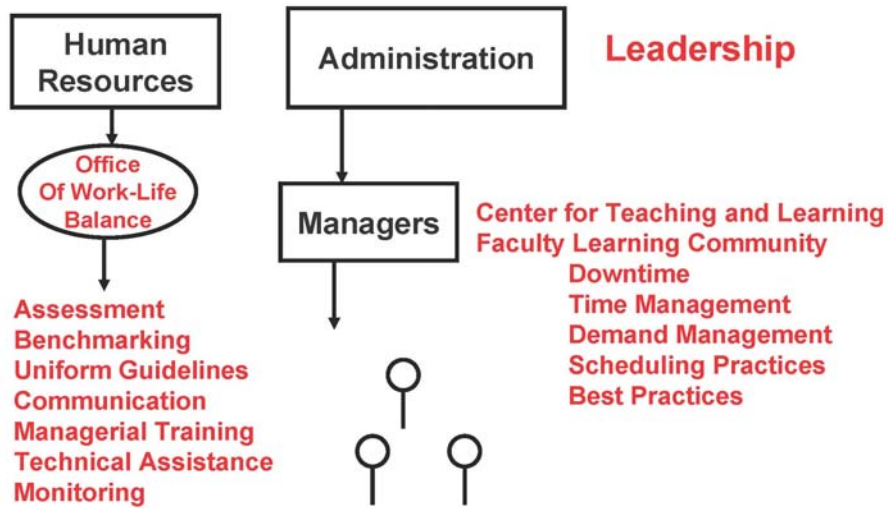 Human
Resources
Administration
Leadership
Office
Of Work-Life
Balance
Managers
Center for Teaching and Learning
Faculty Learning Community
Downtime
Time Management
Demand Management
Scheduling Practices
Best Practices
Assessment
Benchmarking
Uniform Guidelines
Communication
Managerial Training
Technical Assistance
Monitoring